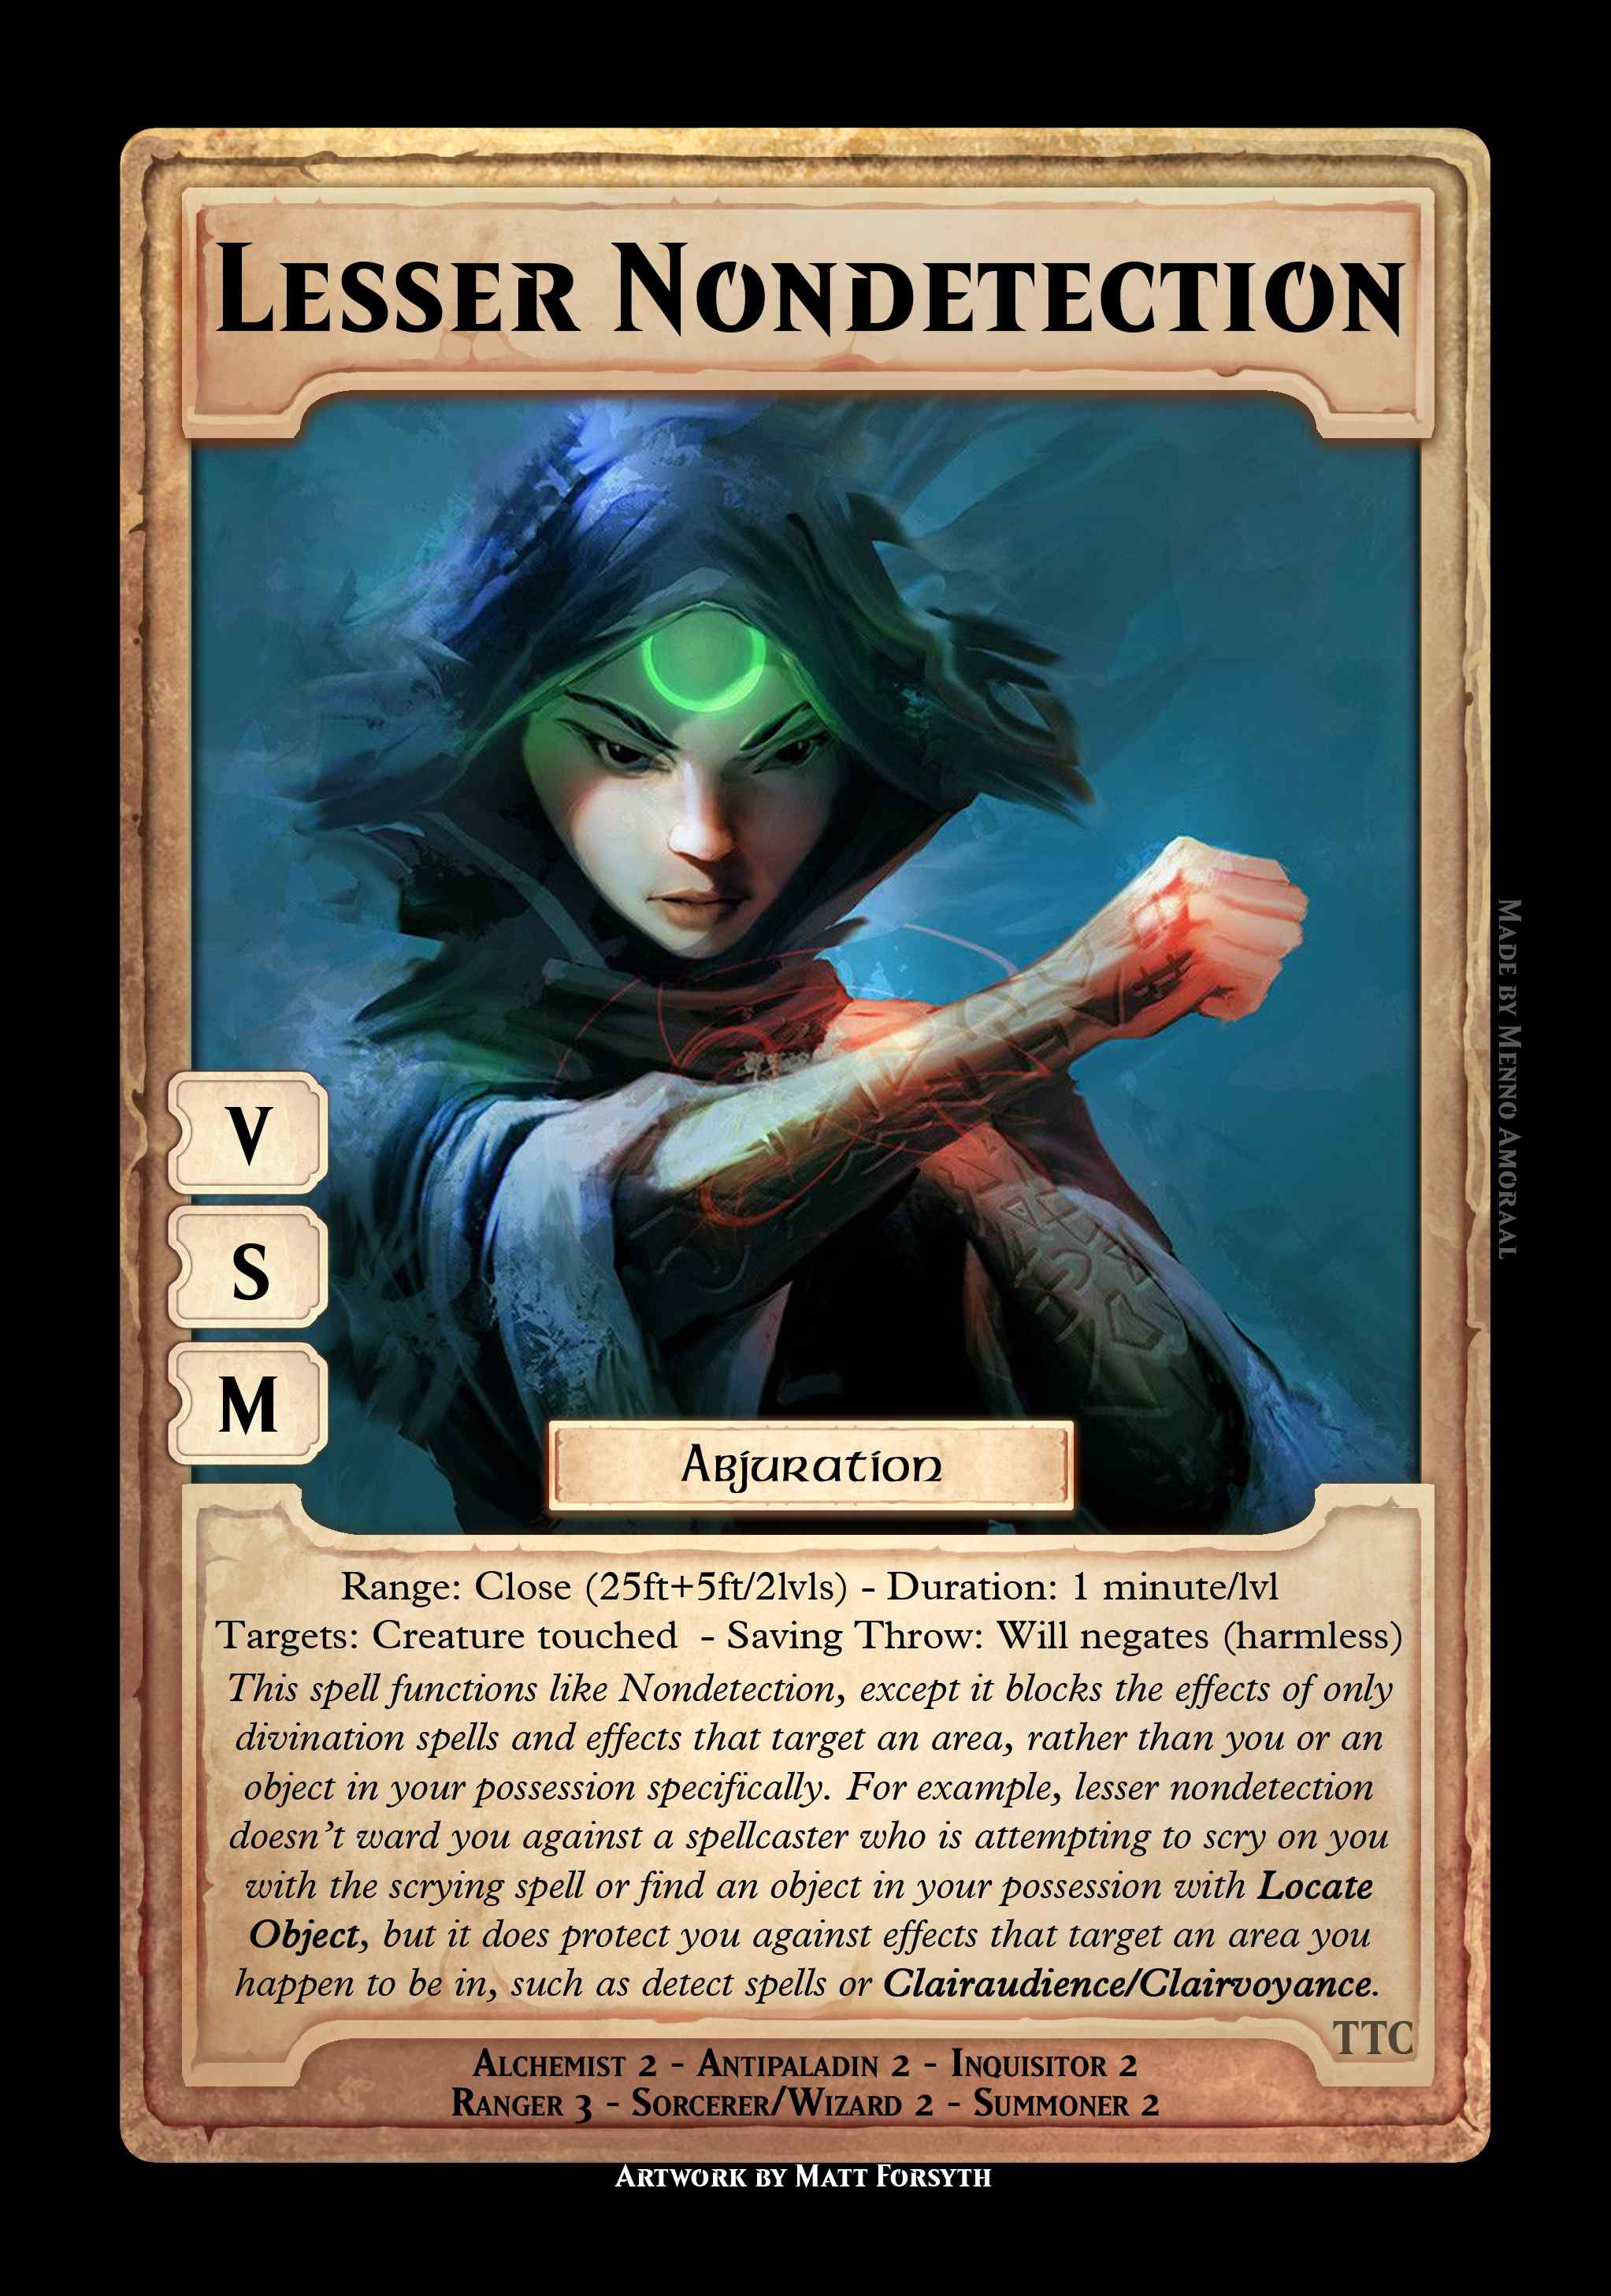 Lesser Nondetection
V
S
M
Abjuration
Range: Close (25ft+5ft/2lvls) - Duration: 1 minute/lvl
Targets: Creature touched - Saving Throw: Will negates (harmless)
This spell functions like Nondetection, except it blocks the effects of only
divination spells and effects that target an area, rather than you or an
object in your possession specifically. For example, lesser nondetection
doesn't ward you against a spellcaster who is attempting to scry on you
with the scrying spell or find an object in your possession with Locate
Object, but it does protect you against effects that target an area you
happen to be in, such as detect spells or Clairaudience/Clairvoyance.
TTC
Alchemist 2 - Antipaladin 2 - Inquisitor 2
Ranger 3 - Sorcerer/Wizard 2 - Summoner 2
Artwork by Matt Forsyth
Made by Menno Amoraal